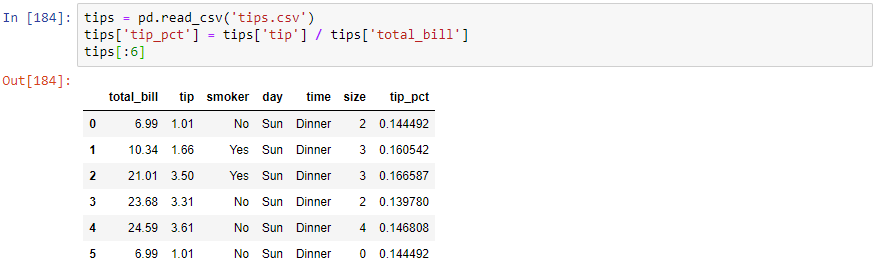 In [184]: tips = pd.read_csv('tips.csv')
tips['tip_pct'] = tips['tip'] / tips['total_bill']
tips[:6]
Out[184]:
total_bill tip smoker day time size tip_pct
0 6.99 1.01 No Sun Dinner 2 0.144492
1 10.34 1.66 Yes Sun Dinner 3 0.160542
2 21.01 3.50 Yes Sun Dinner 3 0.166587
3 23.68 3.31 No Sun Dinner 2 0.139780
4 24.59 3.61 No Sun Dinner 4 0.146808
5 6.99 1.01 No Sun Dinner 0 0.144492